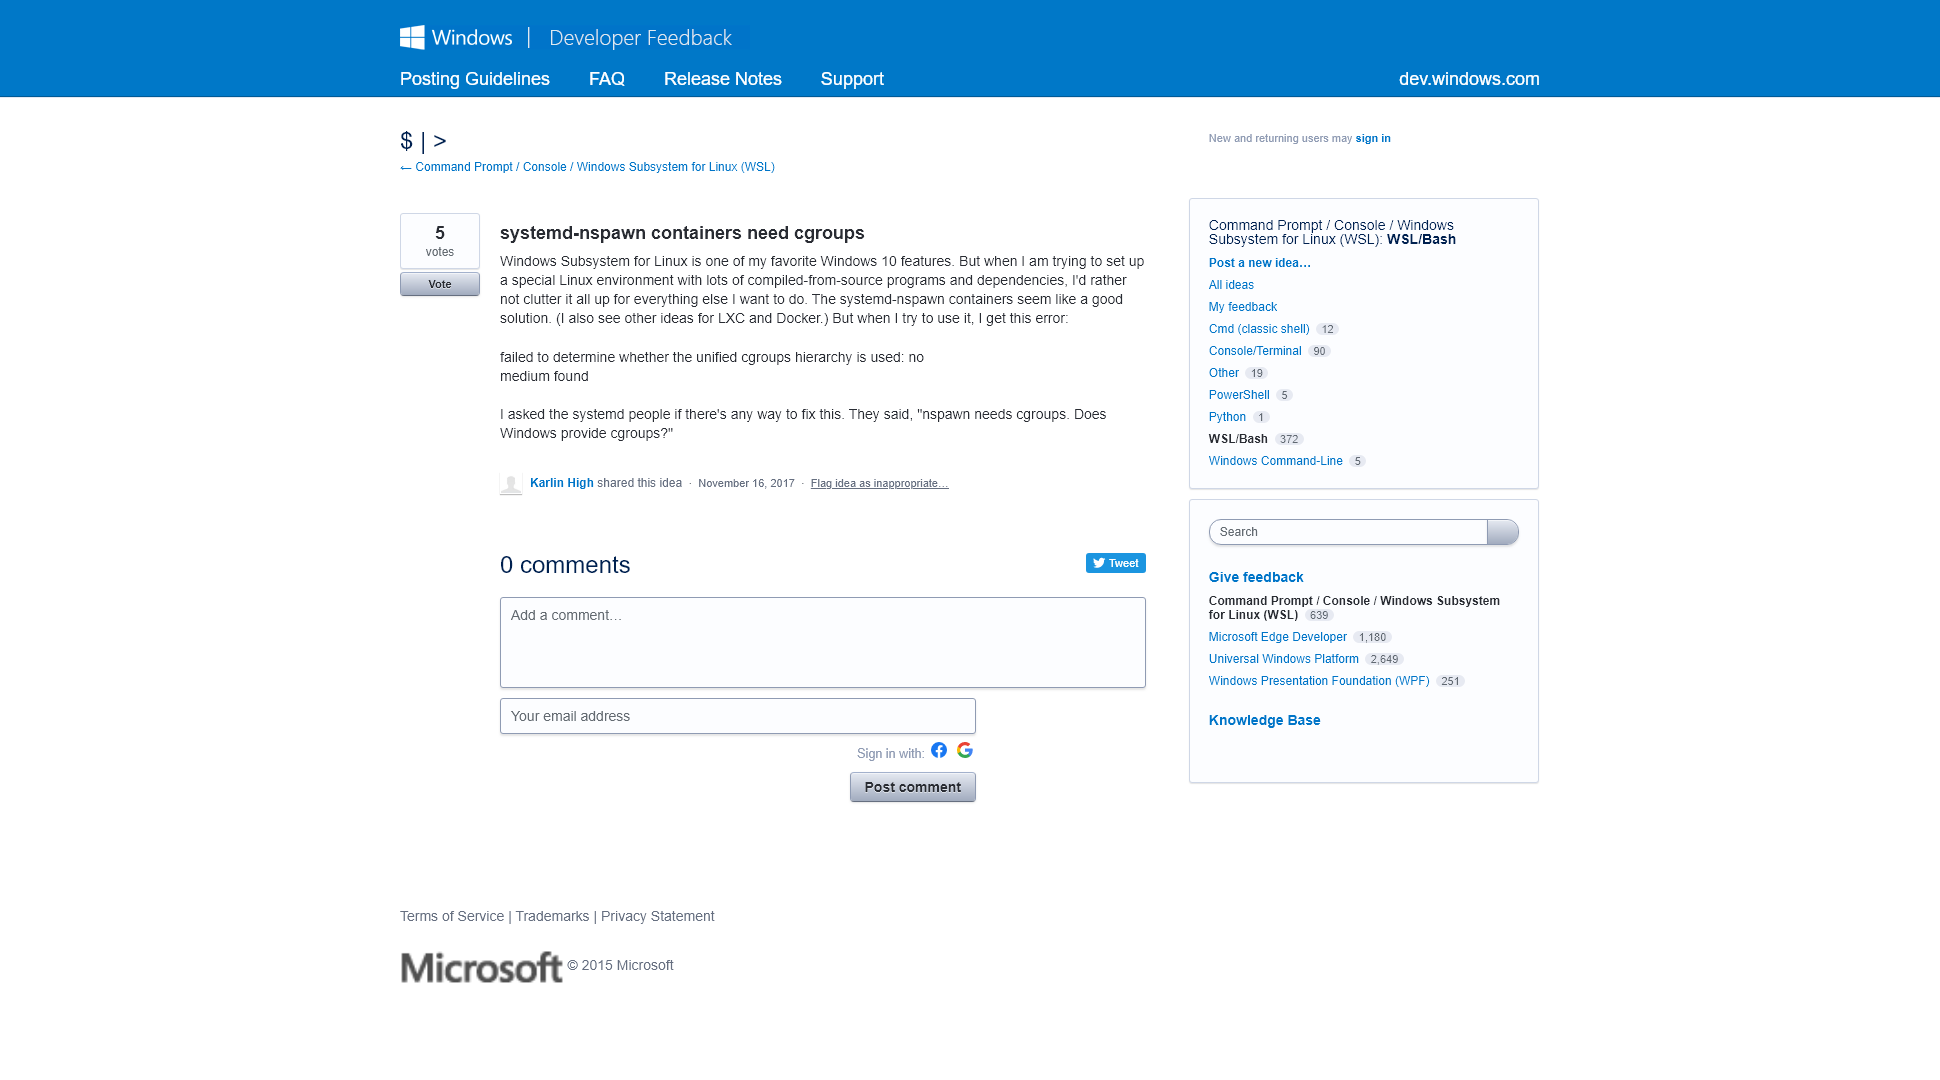 Windows | Developer Feedback
Posting Guidelines FAQ Release Notes Support dev.windows.com
$ | >
New and returning users may sign in
← Command Prompt / Console / Windows Subsystem for Linux (WSL)
5
votes
Vote
systemd-nspawn containers need cgroups
Windows Subsystem for Linux is one of my favorite Windows 10 features. But when I am trying to set up
a special Linux environment with lots of compiled-from-source programs and dependencies, I'd rather
not clutter it all up for everything else I want to do. The systemd-nspawn containers seem like a good
solution. (I also see other ideas for LXC and Docker.) But when I try to use it, I get this error:
failed to determine whether the unified cgroups hierarchy is used: no
medium found
I asked the systemd people if there's any way to fix this. They said, "nspawn needs cgroups. Does
Windows provide cgroups?"
Karlin High shared this idea · November 16, 2017 · Flag idea as inappropriate…
0 comments
Tweet
Add a comment…
Your email address
Sign in with:
Post comment
Command Prompt / Console / Windows
Subsystem for Linux (WSL): WSL/Bash
Post a new idea…
All ideas
My feedback
Cmd (classic shell) 12
Console/Terminal 90
Other 19
PowerShell 5
Python 1
WSL/Bash 372
Windows Command-Line 5
Search
Give feedback
Command Prompt / Console / Windows Subsystem
for Linux (WSL) 639
Microsoft Edge Developer 1,180
Universal Windows Platform 2,649
Windows Presentation Foundation (WPF) 251
Knowledge Base
Terms of Service | Trademarks | Privacy Statement
Microsoft © 2015 Microsoft